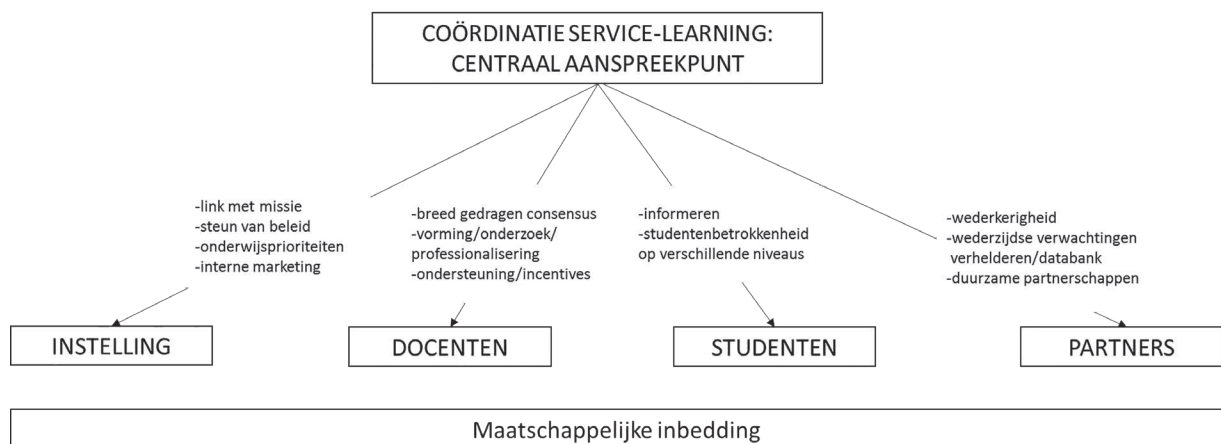 COÖRDINATIE SERVICE-LEARNING:
CENTRAAL AANSPREEKPUNT
-link met missie
-steun van beleid
-onderwijsprioriteiten
-interne marketing
-breed gedragen consensus
-vorming/onderzoek/
professionalisering
-ondersteuning/incentives
-informeren
-studentenbetrokkenheid
op verschillende niveaus
-wederkerigheid
-wederzijdse verwachtingen
verhelderen/databank
-duurzame partnerschappen
INSTELLING
DOCENTEN
STUDENTEN
PARTNERS
Maatschappelijke inbedding